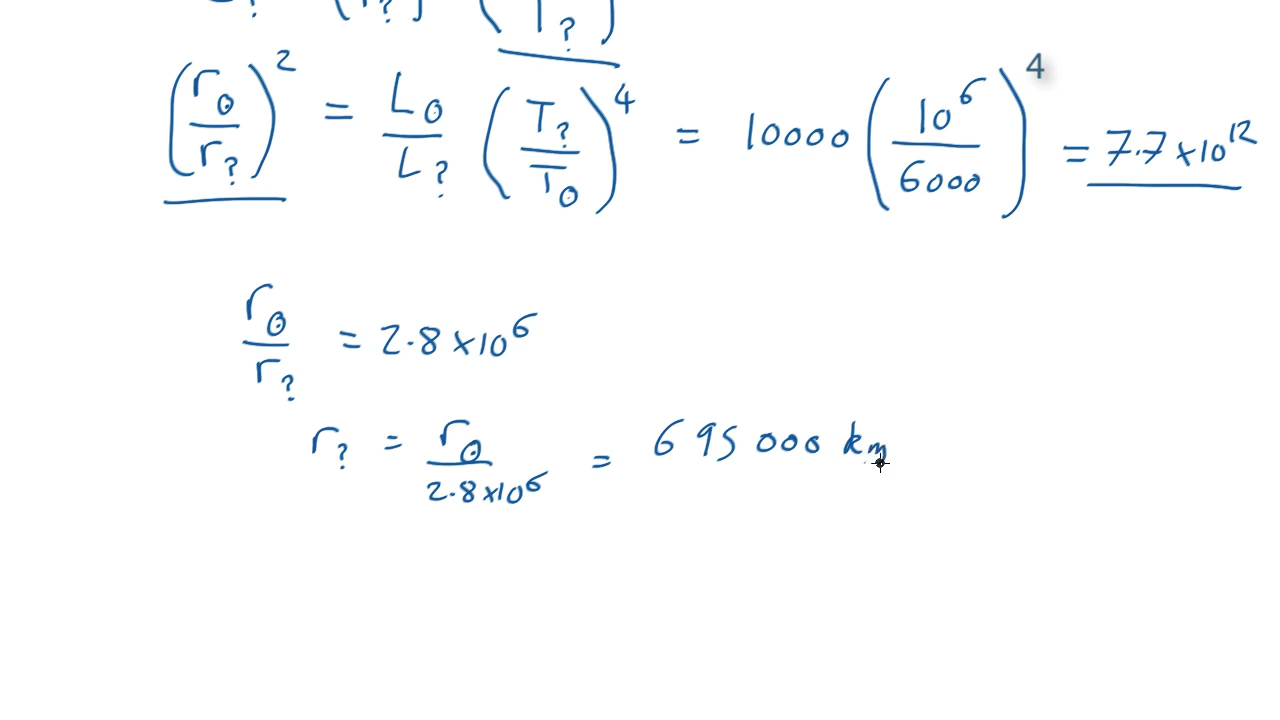 (r⊙/r?)² = L⊙/L? (T?/T⊙)⁴ = 10000 (10⁶/6000)⁴ = 7.7×10¹²
r⊙/r? = 2.8×10⁶
r? = r⊙/2.8×10⁶ = 695 000 km